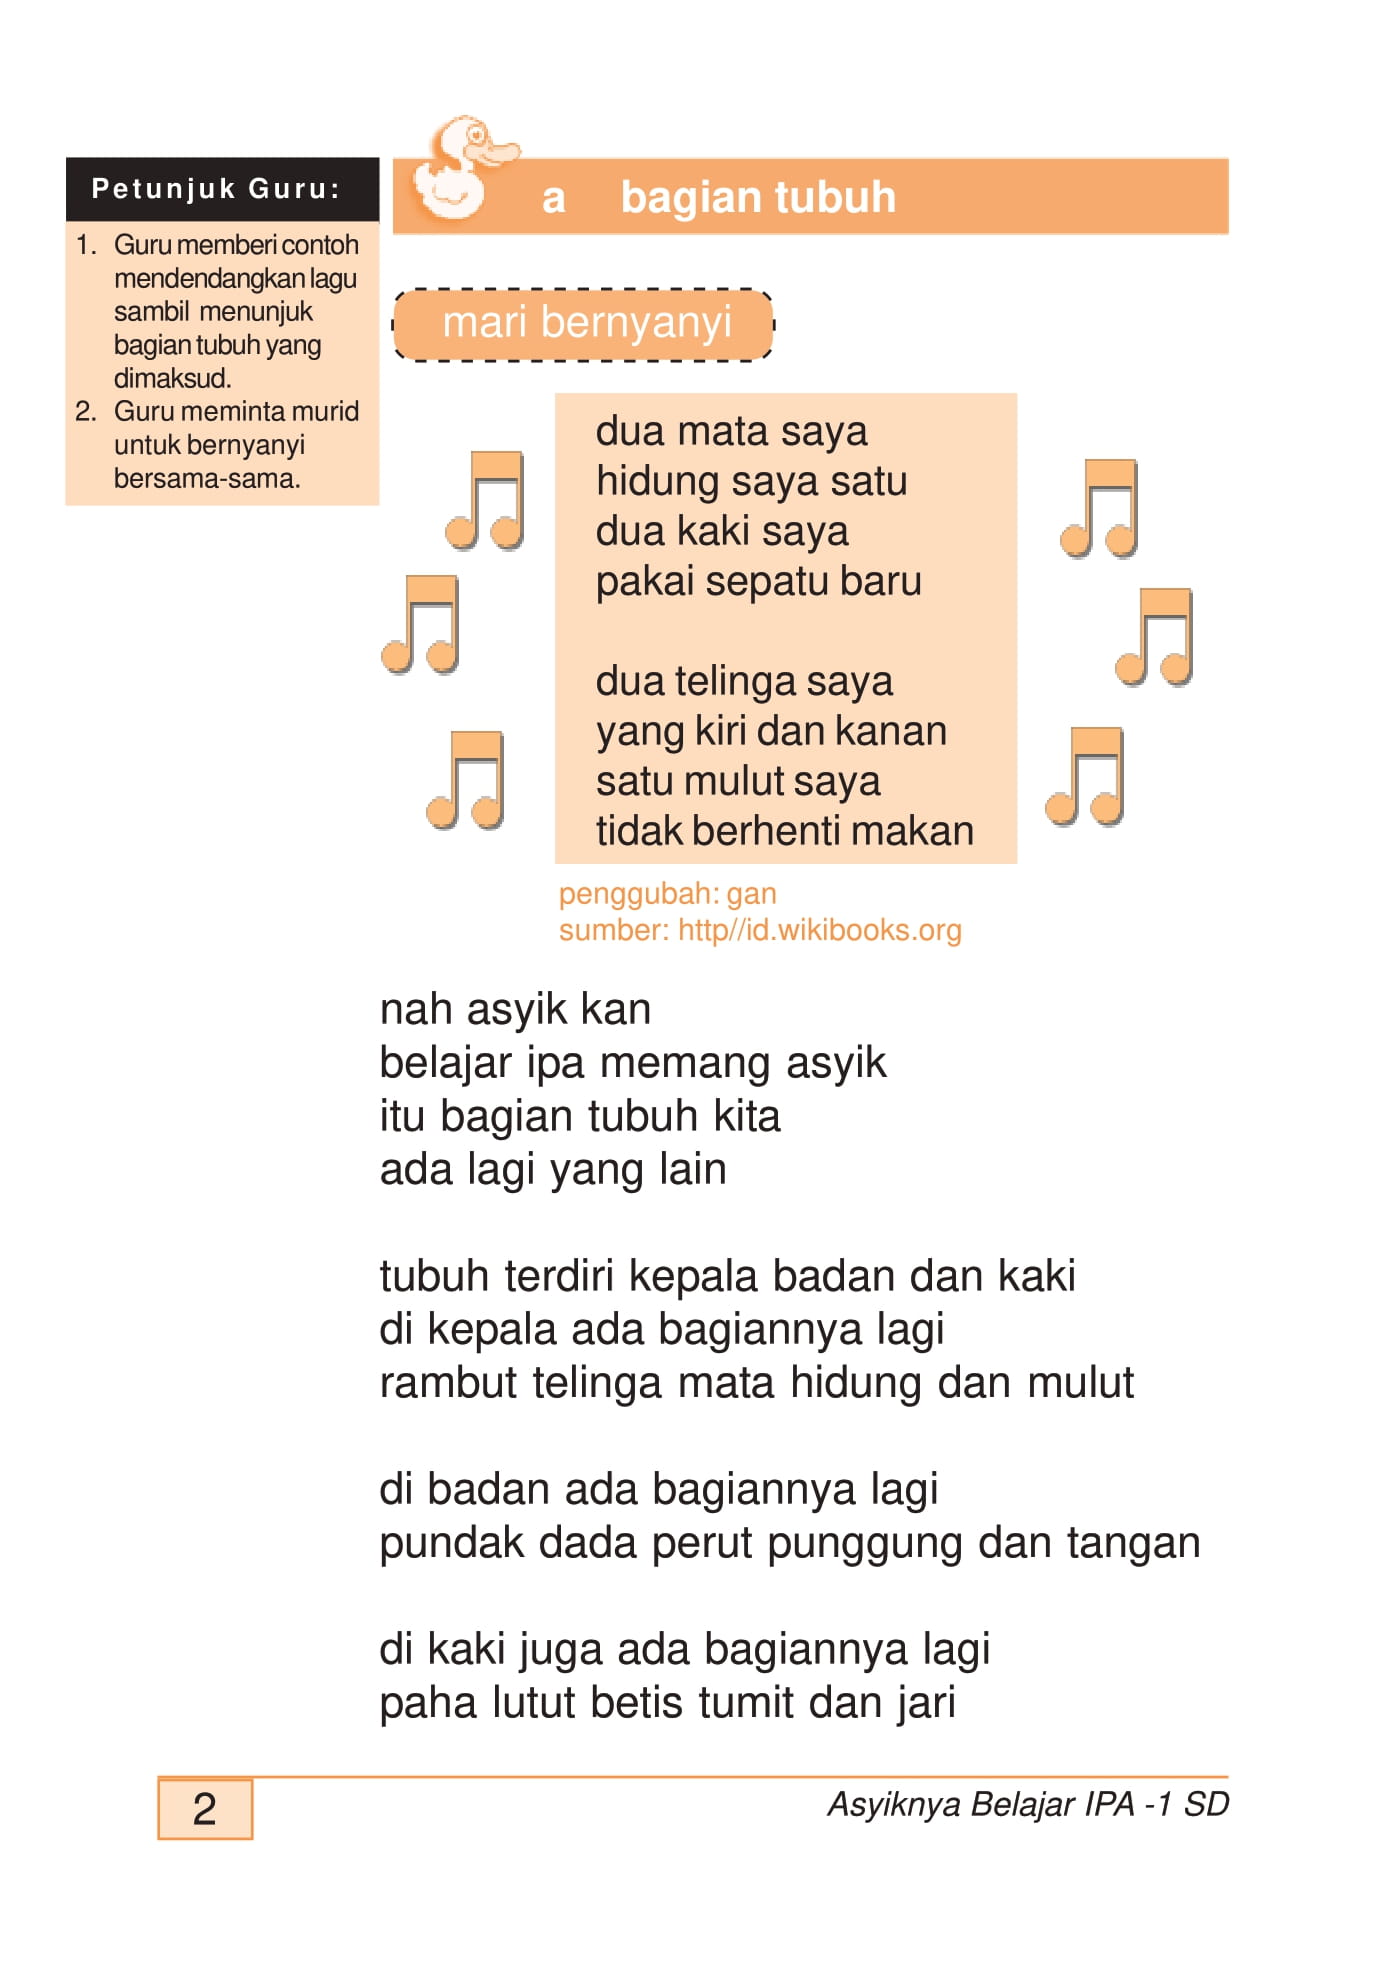 Petunjuk Guru:
1. Guru memberi contoh
mendendangkan lagu
sambil menunjuk
bagian tubuh yang
dimaksud.
2. Guru meminta murid
untuk bernyanyi
bersama-sama.
a bagian tubuh
mari bernyanyi
dua mata saya
hidung saya satu
dua kaki saya
pakai sepatu baru
dua telinga saya
yang kiri dan kanan
satu mulut saya
tidak berhenti makan
penggubah: gan
sumber: http//id.wikibooks.org
nah asyik kan
belajar ipa memang asyik
itu bagian tubuh kita
ada lagi yang lain
tubuh terdiri kepala badan dan kaki
di kepala ada bagiannya lagi
rambut telinga mata hidung dan mulut
di badan ada bagiannya lagi
pundak dada perut punggung dan tangan
di kaki juga ada bagiannya lagi
paha lutut betis tumit dan jari
2
Asyiknya Belajar IPA -1 SD